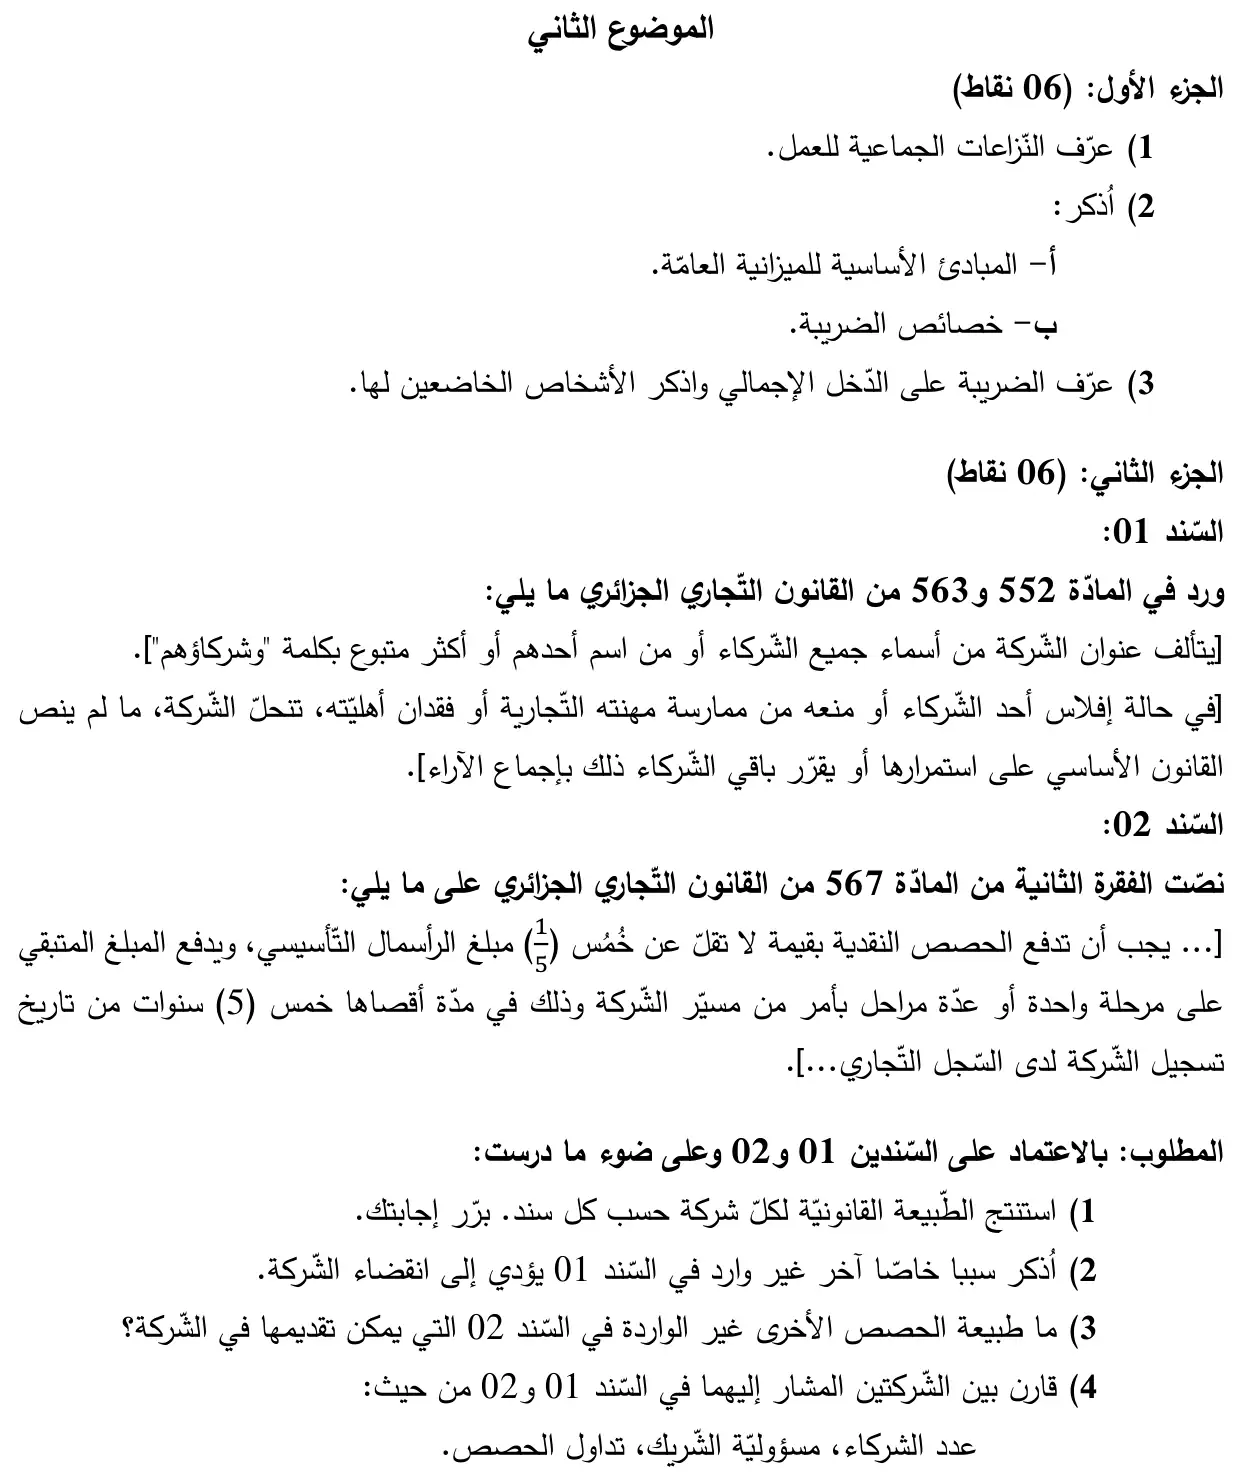 الموضوع الثاني
الجزء الأول: (06 نقاط)
1) عرّف النّزاعات الجماعية للعمل.
2) اُذكر:
أ- المبادئ الأساسية للميزانية العامّة.
ب- خصائص الضريبة.
3) عرّف الضريبة على الدّخل الإجمالي واذكر الأشخاص الخاضعين لها.
الجزء الثاني: (06 نقاط)
السّند 01:
ورد في المادّة 552 و563 من القانون التّجاري الجزائري ما يلي:
[يتألف عنوان الشّركة من أسماء جميع الشّركاء أو من اسم أحدهم أو أكثر متبوع بكلمة "وشركاؤهم"].
[في حالة إفلاس أحد الشّركاء أو منعه من ممارسة مهنته التّجارية أو فقدان أهليّته، تنحلّ الشّركة، ما لم ينص
القانون الأساسي على استمرارها أو يقرّر باقي الشّركاء ذلك بإجماع الآراء].
السّند 02:
نصّت الفقرة الثانية من المادّة 567 من القانون التّجاري الجزائري على ما يلي:
[... يجب أن تدفع الحصص النقدية بقيمة لا تقلّ عن خُمُس (1/5) مبلغ الرأسمال التّأسيسي، ويدفع المبلغ المتبقي
على مرحلة واحدة أو عدّة مراحل بأمر من مسيّر الشّركة وذلك في مدّة أقصاها خمس (5) سنوات من تاريخ
تسجيل الشّركة لدى السّجل التّجاري...].
المطلوب: بالاعتماد على السّندين 01 و02 وعلى ضوء ما درست:
1) استنتج الطّبيعة القانونيّة لكلّ شركة حسب كل سند. برّر إجابتك.
2) اُذكر سببا خاصّا آخر غير وارد في السّند 01 يؤدي إلى انقضاء الشّركة.
3) ما طبيعة الحصص الأخرى غير الواردة في السّند 02 التي يمكن تقديمها في الشّركة؟
4) قارن بين الشّركتين المشار إليهما في السّند 01 و02 من حيث:
عدد الشركاء، مسؤوليّة الشّريك، تداول الحصص.